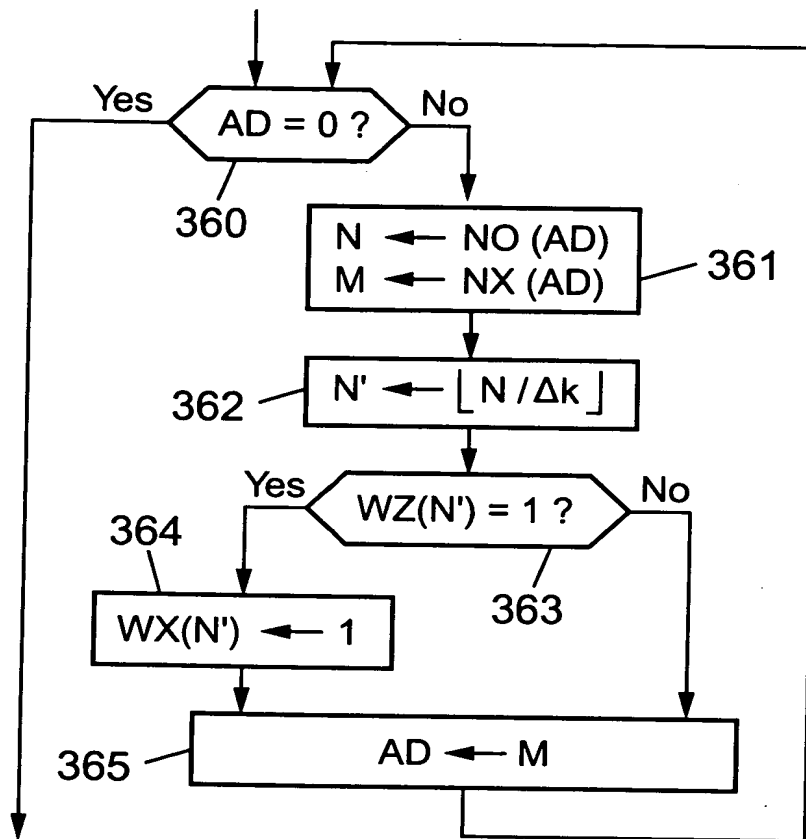 Yes
AD = 0 ?
No
360
N ← NO (AD)
M ← NX (AD)
361
362
N' ← ⌊ N / Δk ⌋
Yes
WZ(N') = 1 ?
No
364
363
WX(N') ← 1
365
AD ← M